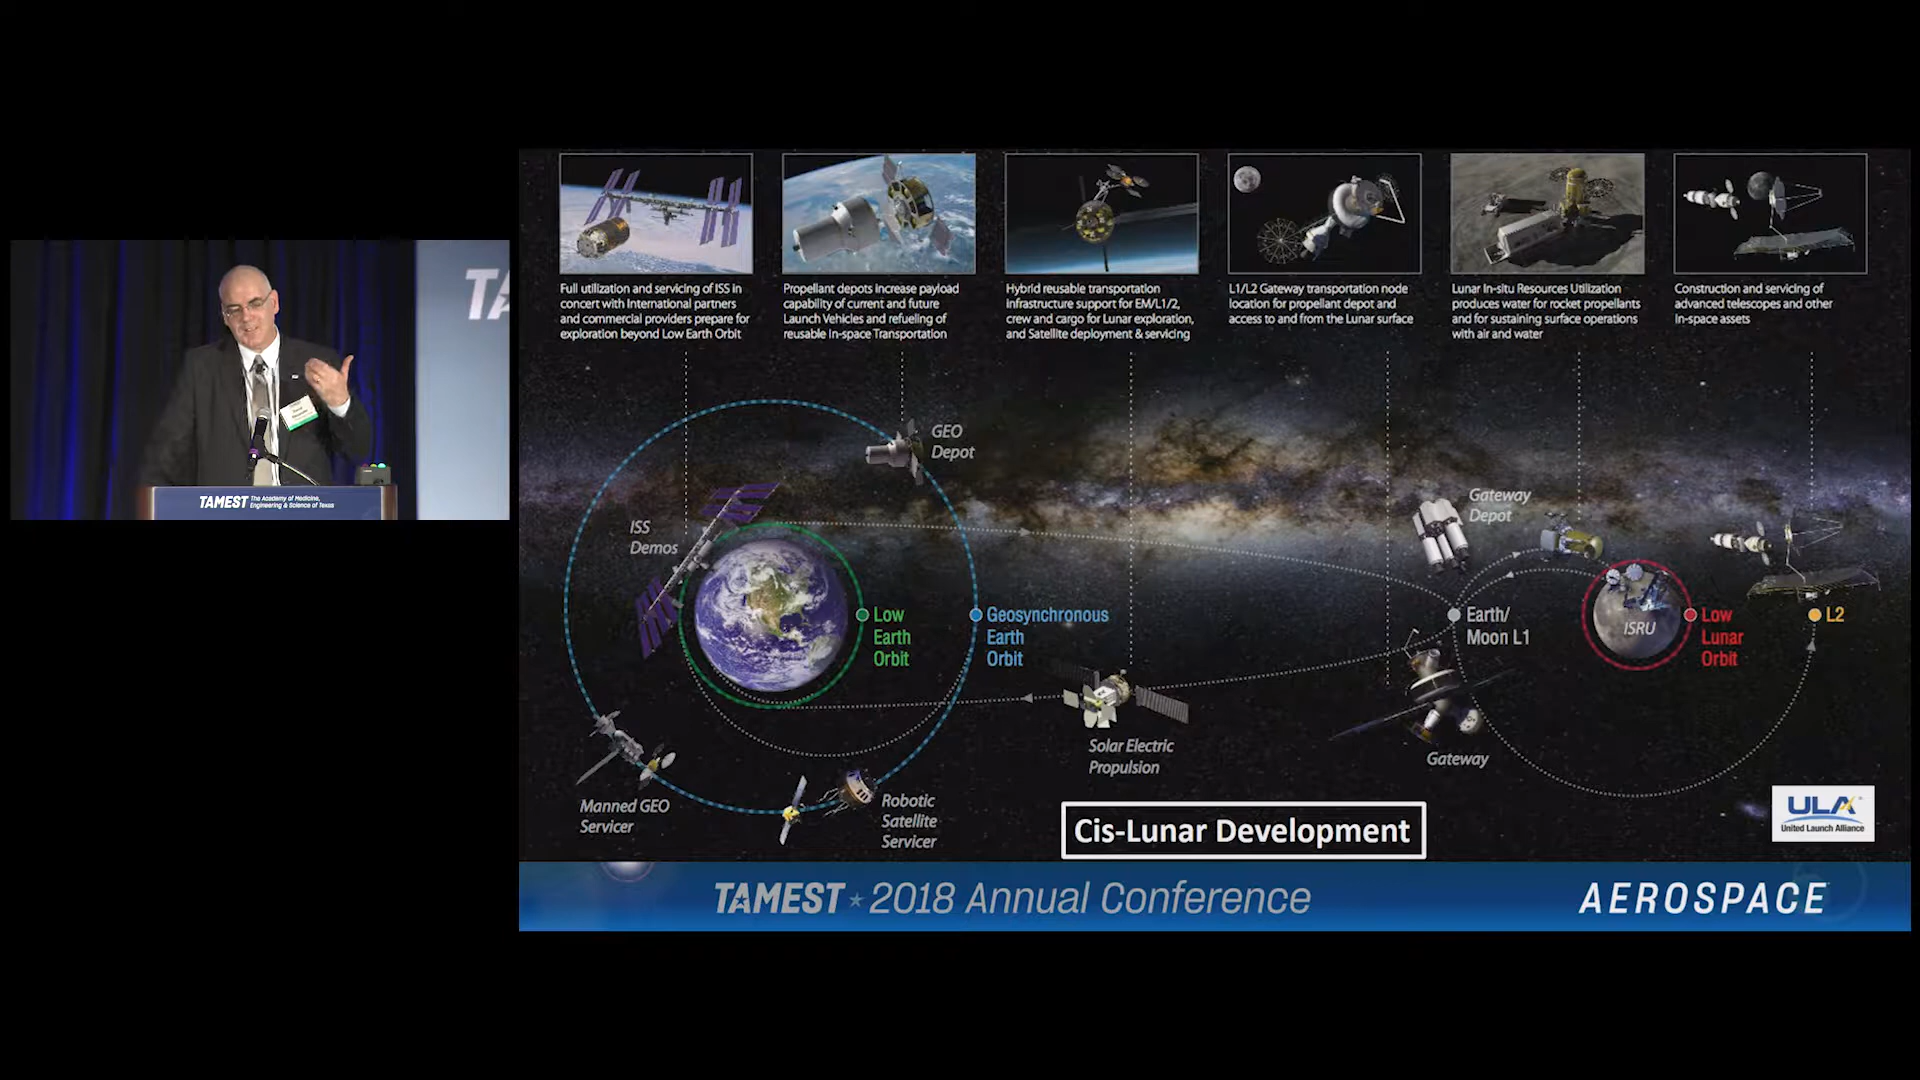 TA
TAMEST The Academy of Medicine,
Engineering & Science of Texas
Full utilization and servicing of ISS in
concert with International partners
and commercial providers prepare for
exploration beyond Low Earth Orbit
Propellant depots increase payload
capability of current and future
Launch Vehicles and refueling of
reusable In-space Transportation
Hybrid reusable transportation
infrastructure support for EM/L1/2,
crew and cargo for Lunar exploration,
and Satellite deployment & servicing
L1/L2 Gateway transportation node
location for propellant depot and
access to and from the Lunar surface
Lunar In-situ Resources Utilization
produces water for rocket propellants
and for sustaining surface operations
with air and water
Construction and servicing of
advanced telescopes and other
In-space assets
GEO
Depot
ISS
Demos
Low
Earth
Orbit
Geosynchronous
Earth
Orbit
Gateway
Depot
Earth/
Moon L1
ISRU
Low
Lunar
Orbit
L2
Solar Electric
Propulsion
Gateway
Manned GEO
Servicer
Robotic
Satellite
Servicer
Cis-Lunar Development
ULA
United Launch Alliance
TAMEST 2018 Annual Conference
AEROSPACE